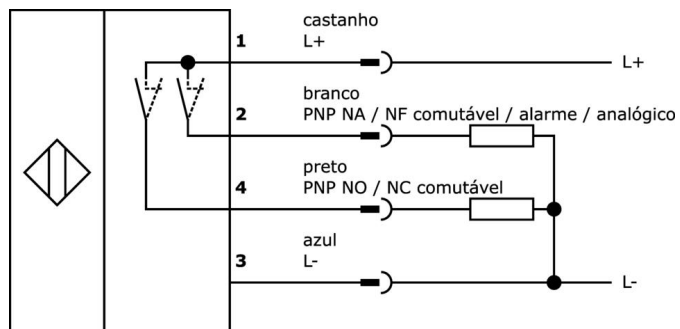 castanho
1 L+ L+
branco
2 PNP NA / NF comutável / alarme / analógico
preto
4 PNP NO / NC comutável
azul
3 L- L-